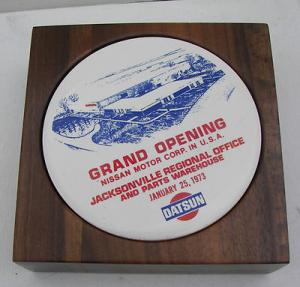 GRAND OPENING
NISSAN MOTOR CORP. IN U.S.A.
JACKSONVILLE REGIONAL OFFICE
AND PARTS WAREHOUSE
JANUARY 25, 1973
DATSUN